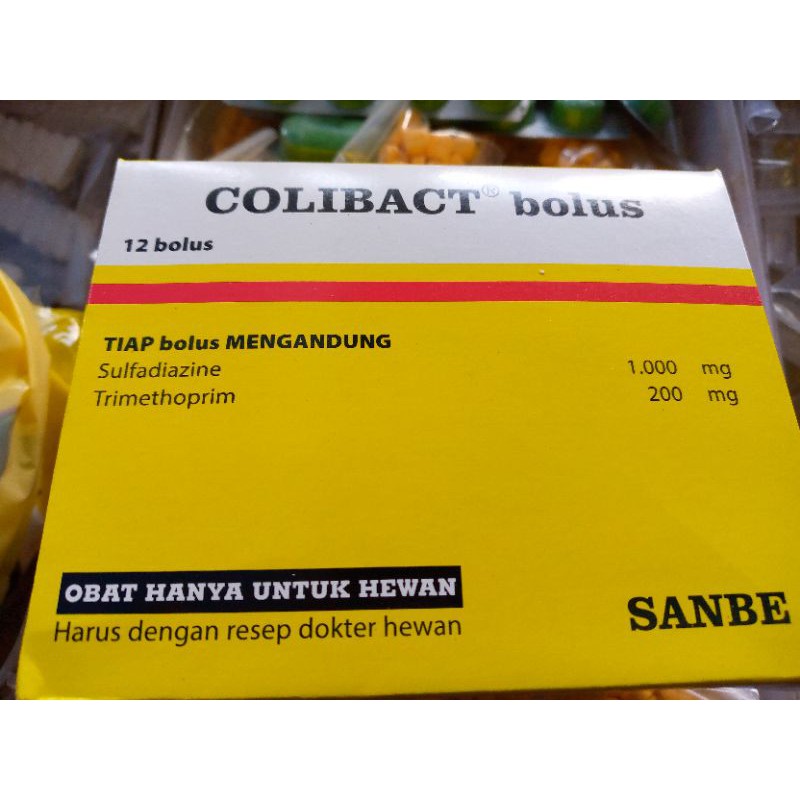 COLIBACT® bolus
12 bolus
TIAP bolus MENGANDUNG
Sulfadiazine 1.000 mg
Trimethoprim 200 mg
OBAT HANYA UNTUK HEWAN
Harus dengan resep dokter hewan
SANBE